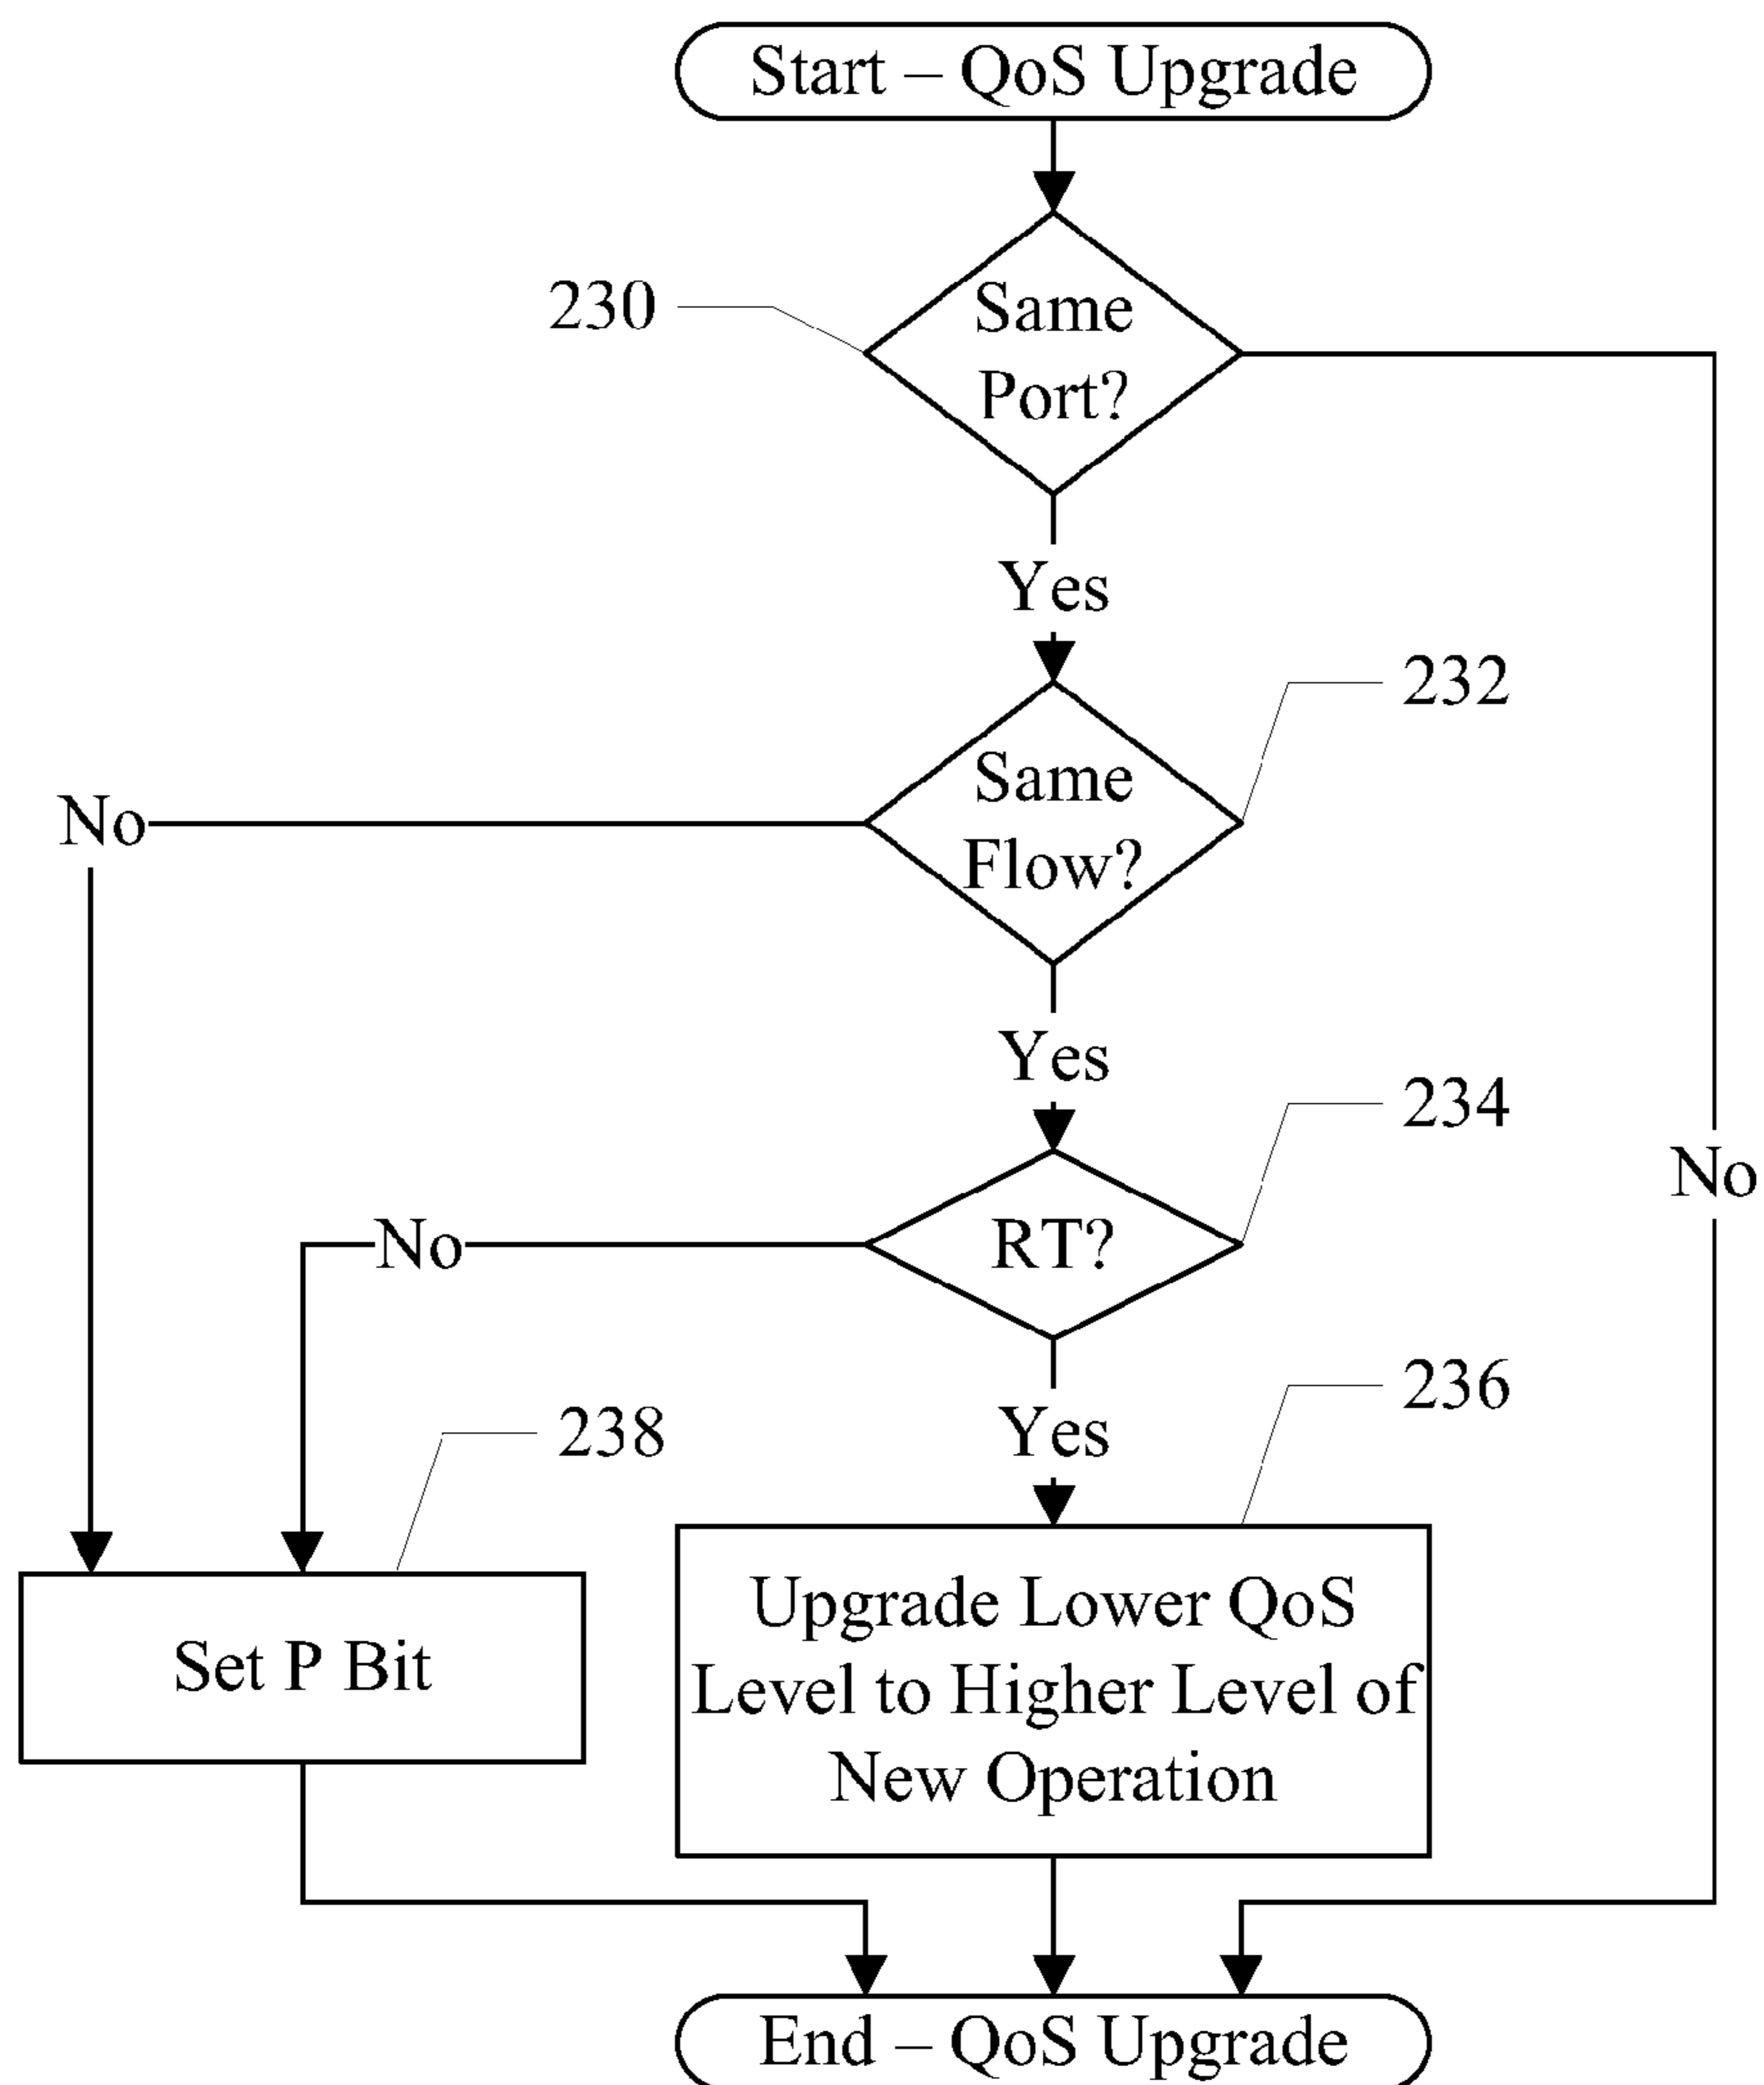 Start – QoS Upgrade
230
Same
Port?
Yes
232
Same
Flow?
No
Yes
234
No
RT?
No
236
Yes
238
Upgrade Lower QoS
Level to Higher Level of
New Operation
Set P Bit
End – QoS Upgrade